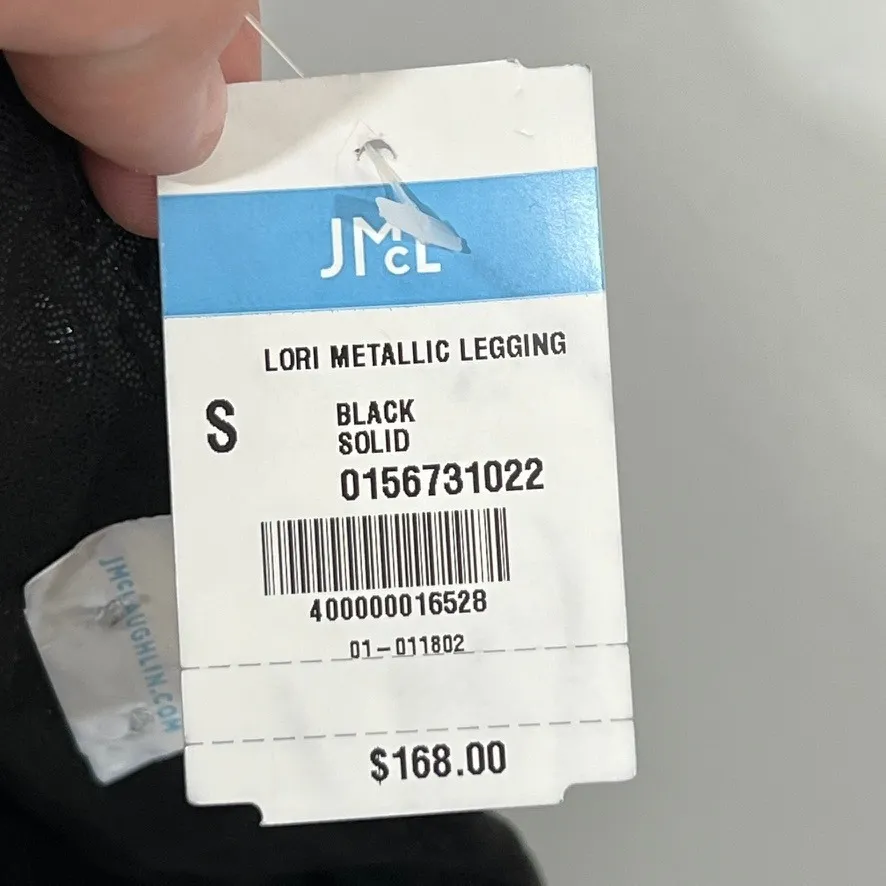 JMCL
LORI METALLIC LEGGING
S
BLACK
SOLID
0156731022
400000016528
01-011802
$168.00
JMCLAUGHLIN.COM